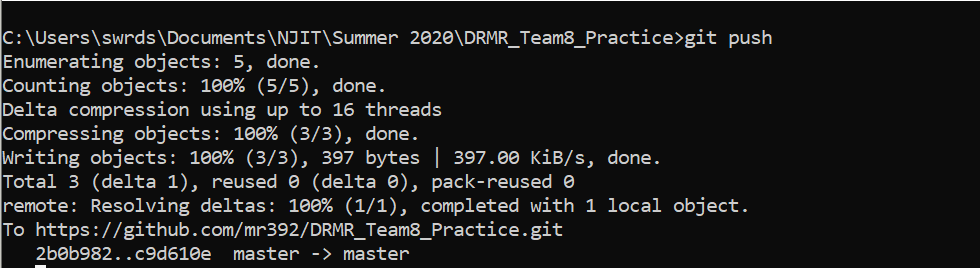 C:\Users\swrds\Documents\NJIT\Summer 2020\DRMR_Team8_Practice>git push
Enumerating objects: 5, done.
Counting objects: 100% (5/5), done.
Delta compression using up to 16 threads
Compressing objects: 100% (3/3), done.
Writing objects: 100% (3/3), 397 bytes | 397.00 KiB/s, done.
Total 3 (delta 1), reused 0 (delta 0), pack-reused 0
remote: Resolving deltas: 100% (1/1), completed with 1 local object.
To https://github.com/mr392/DRMR_Team8_Practice.git
   2b0b982..c9d610e  master -> master